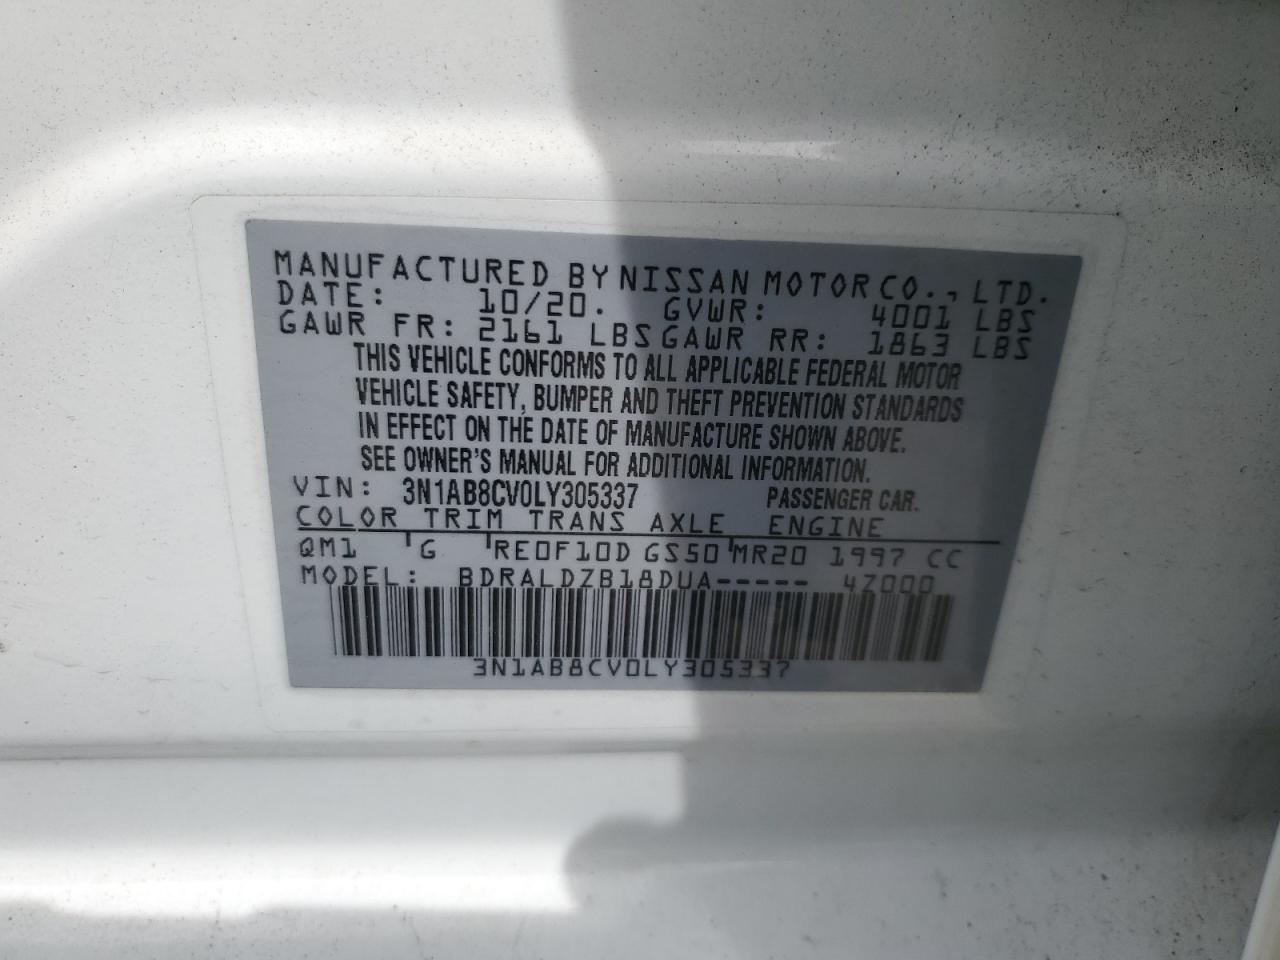 MANUFACTURED BY NISSAN MOTOR CO., LTD.
DATE: 10/20. GVWR: 4001 LBS
GAWR FR: 2161 LBS GAWR RR: 1863 LBS
THIS VEHICLE CONFORMS TO ALL APPLICABLE FEDERAL MOTOR
VEHICLE SAFETY, BUMPER AND THEFT PREVENTION STANDARDS
IN EFFECT ON THE DATE OF MANUFACTURE SHOWN ABOVE.
SEE OWNER'S MANUAL FOR ADDITIONAL INFORMATION.
VIN: 3N1AB8CV0LY305337 PASSENGER CAR.
COLOR TRIM TRANS AXLE ENGINE
QM1 G RE0F10D GS50 MR20 1997 CC
MODEL: BDRALDZB18DUA----- 4Z000
3N1AB8CV0LY305337